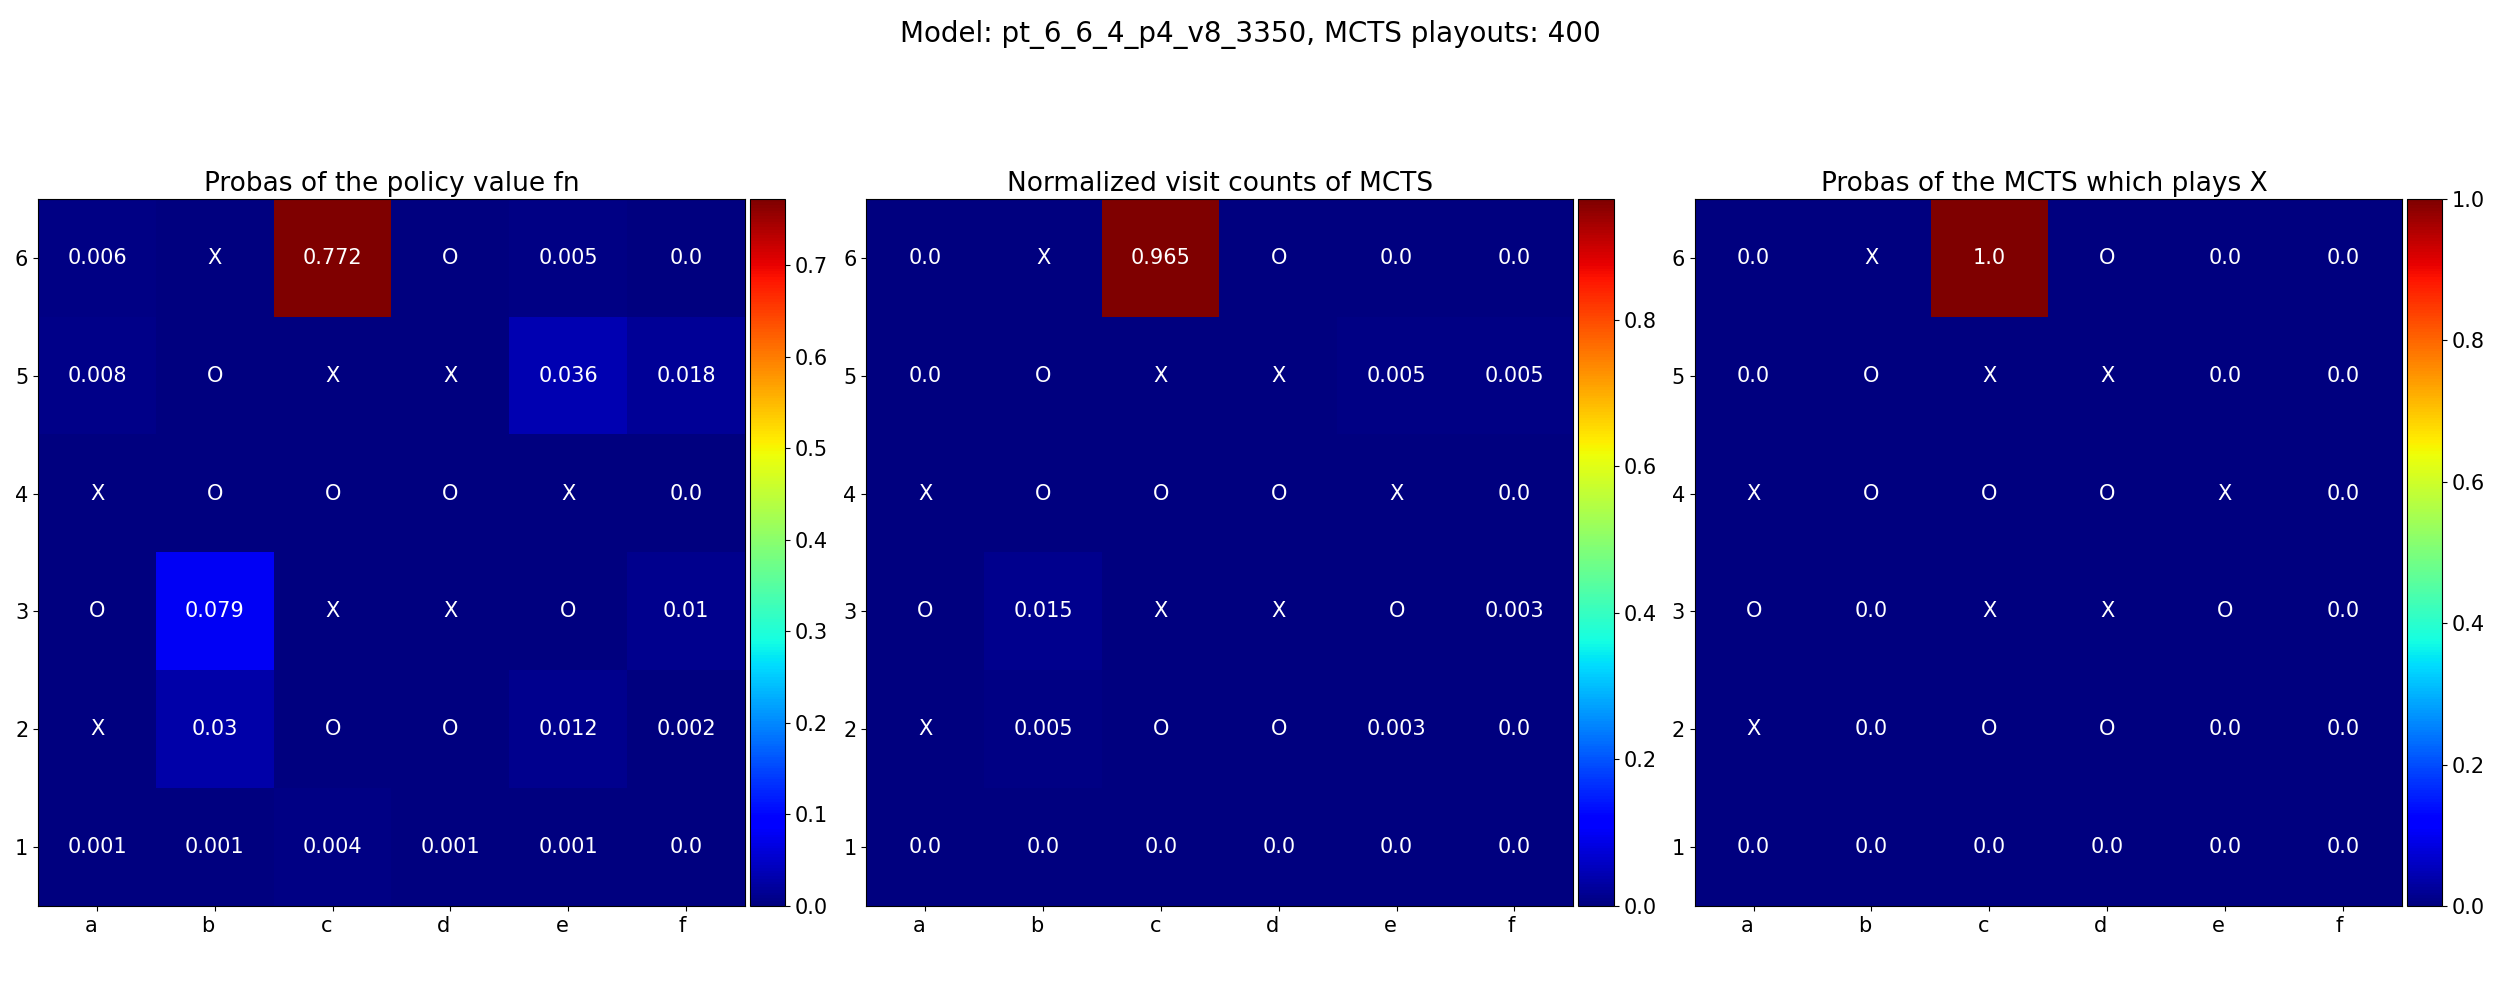 Model: pt_6_6_4_p4_v8_3350, MCTS playouts: 400
Probas of the policy value fn
6 0.006 X 0.772 O 0.005 0.0
5 0.008 O X X 0.036 0.018
4 X O O O X 0.0
3 O 0.079 X X O 0.01
2 X 0.03 O O 0.012 0.002
1 0.001 0.001 0.004 0.001 0.001 0.0
a b c d e f
0.7
0.6
0.5
0.4
0.3
0.2
0.1
0.0
Normalized visit counts of MCTS
6 0.0 X 0.965 O 0.0 0.0
5 0.0 O X X 0.005 0.005
4 X O O O X 0.0
3 O 0.015 X X O 0.003
2 X 0.005 O O 0.003 0.0
1 0.0 0.0 0.0 0.0 0.0 0.0
a b c d e f
0.8
0.6
0.4
0.2
0.0
Probas of the MCTS which plays X
6 0.0 X 1.0 O 0.0 0.0
5 0.0 O X X 0.0 0.0
4 X O O O X 0.0
3 O 0.0 X X O 0.0
2 X 0.0 O O 0.0 0.0
1 0.0 0.0 0.0 0.0 0.0 0.0
a b c d e f
1.0
0.8
0.6
0.4
0.2
0.0